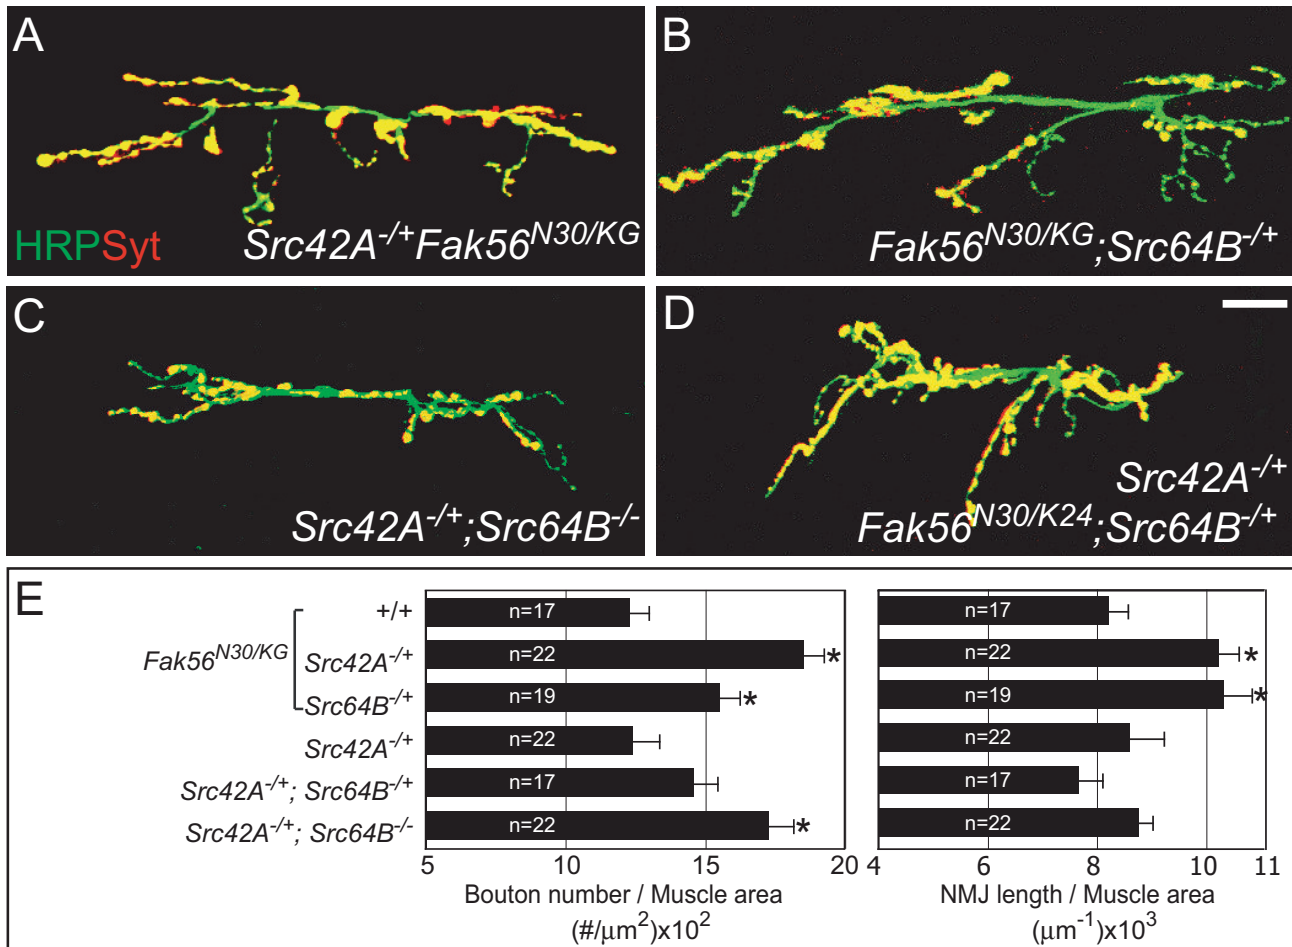 A
HRPSyt
Src42A-/+Fak56N30/KG
B
Fak56N30/KG;Src64B-/+
C
Src42A-/+;Src64B-/-
D
Src42A-/+
Fak56N30/K24;Src64B-/+
E
Fak56N30/KG
+/+
Src42A-/+
Src64B-/+
Src42A-/+
Src42A-/+; Src64B-/+
Src42A-/+; Src64B-/-
n=17
n=22 *
n=19 *
n=22
n=17
n=22 *
5 10 15 20
Bouton number / Muscle area
(#/μm2)x102
n=17
n=22 *
n=19 *
n=22
n=17
n=22
4 6 8 10 11
NMJ length / Muscle area
(μm-1)x103